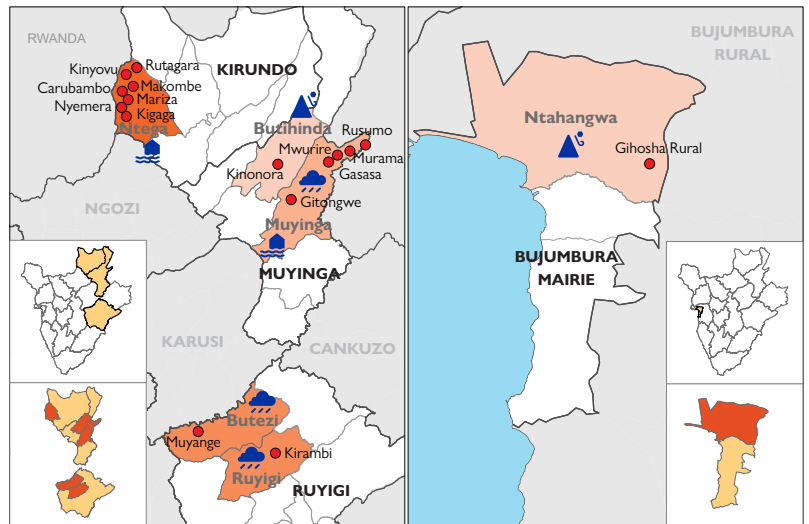 RWANDA
Kinyovu
Rutagara
KIRUNDO
Carubambo
Makombe
Mariza
Nyemera
Kigaga
Ntega
Butihinda
Rusumo
Mwurire
Murama
Kinonora
Gasasa
Gitongwe
NGOZI
Muyinga
MUYINGA
KARUSI
CANKUZO
Butezi
Muyange
Kirambi
Ruyigi
RUYIGI
BUJUMBURA
RURAL
Ntahangwa
Gihosha Rural
BUJUMBURA
MAIRIE